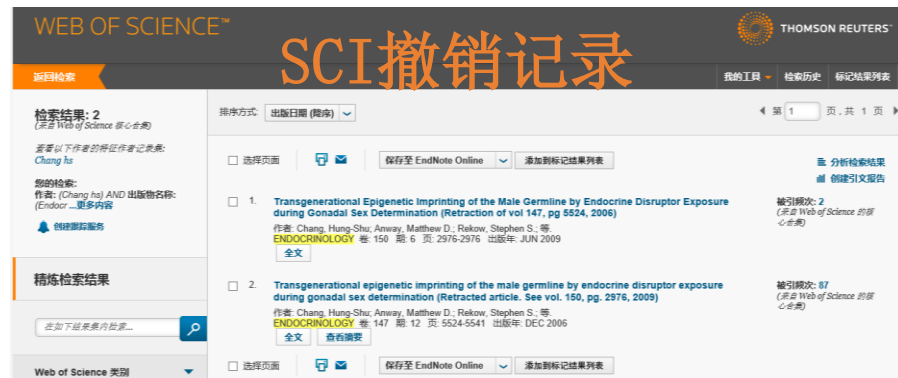 WEB OF SCIENCE™
THOMSON REUTERS™
SCI撤销记录
返回检索
我的工具
检索历史
标记结果列表
检索结果: 2
(来自 Web of Science 核心合集)
查看以下作者的特征作者记录集:
Chang hs
您的检索:
作者: (Chang hs) AND 出版物名称:
(Endocr ...更多内容
创建跟踪服务
精炼检索结果
在如下结果集内检索...
Web of Science 类别
排序方式: 出版日期 (降序)
第 1 页,共 1 页
选择页面
保存至 EndNote Online
添加到标记结果列表
分析检索结果
创建引文报告
1. Transgenerational Epigenetic Imprinting of the Male Germline by Endocrine Disruptor Exposure
during Gonadal Sex Determination (Retraction of vol 147, pg 5524, 2006)
作者: Chang, Hung-Shu; Anway, Matthew D.; Rekow, Stephen S.; 等.
ENDOCRINOLOGY 卷: 150 期: 6 页: 2976-2976 出版年: JUN 2009
全文
被引频次: 2
(来自 Web of Science 的核
心合集)
2. Transgenerational epigenetic imprinting of the male germline by endocrine disruptor exposure
during gonadal sex determination (Retracted article. See vol. 150, pg. 2976, 2009)
作者: Chang, Hung-Shu; Anway, Matthew D.; Rekow, Stephen S.; 等.
ENDOCRINOLOGY 卷: 147 期: 12 页: 5524-5541 出版年: DEC 2006
全文 查看摘要
被引频次: 87
(来自 Web of Science 的核
心合集)
选择页面
保存至 EndNote Online
添加到标记结果列表